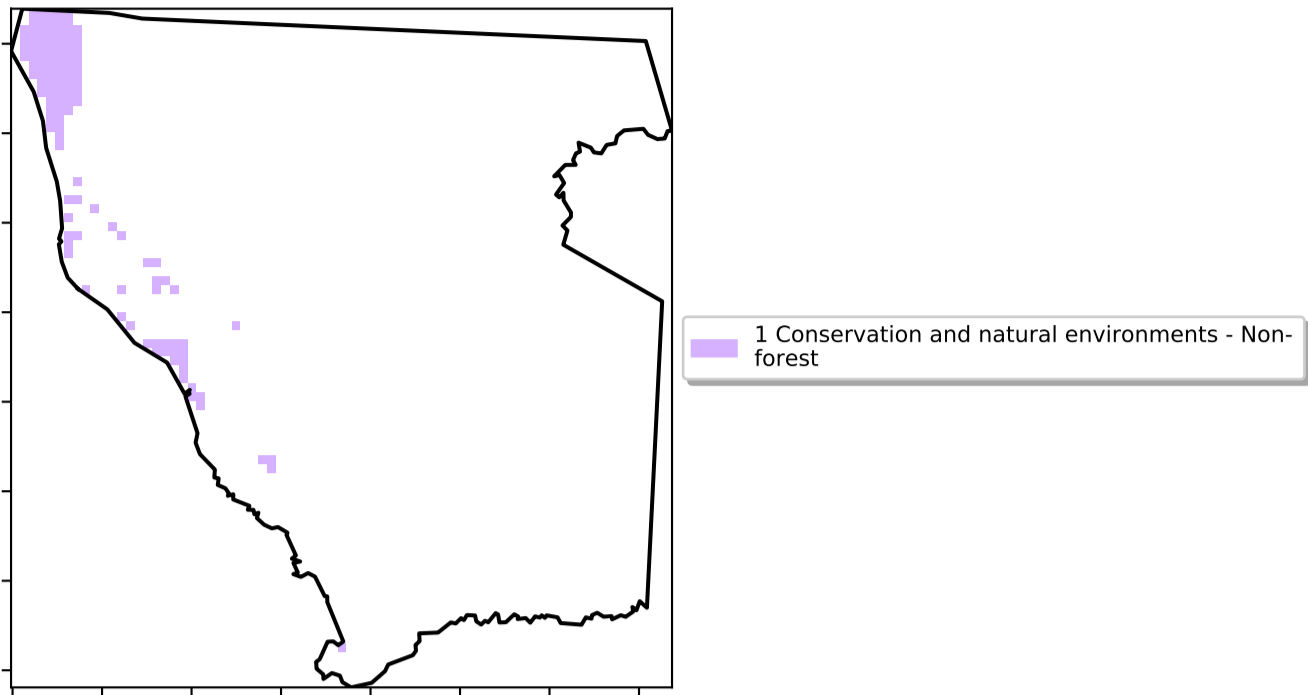 1 Conservation and natural environments - Non-
forest